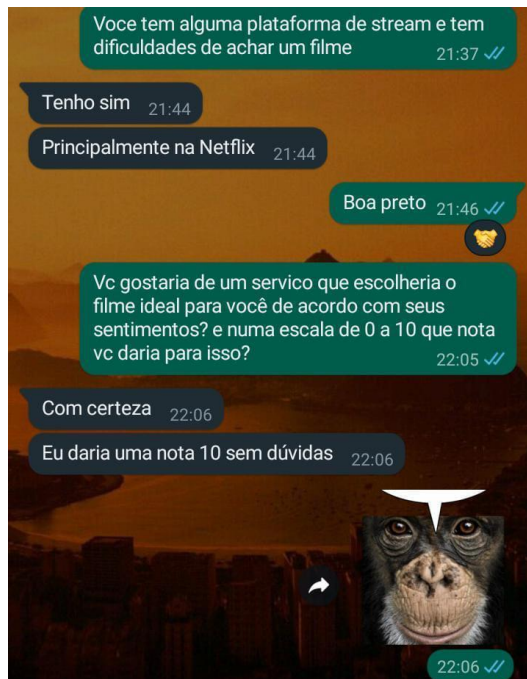 Voce tem alguma plataforma de stream e tem
dificuldades de achar um filme
21:37
Tenho sim 21:44
Principalmente na Netflix 21:44
Boa preto 21:46
Vc gostaria de um servico que escolheria o
filme ideal para você de acordo com seus
sentimentos? e numa escala de 0 a 10 que nota
vc daria para isso?
22:05
Com certeza 22:06
Eu daria uma nota 10 sem dúvidas 22:06
22:06